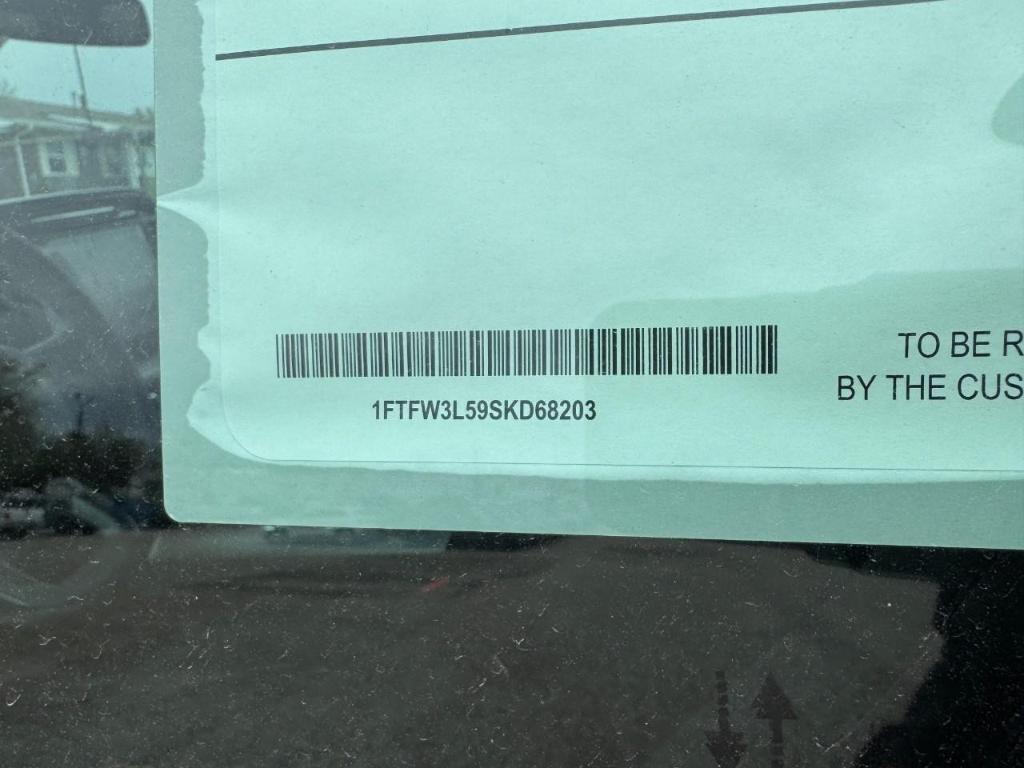 1FTFW3L59SKD68203
TO BE R
BY THE CUS